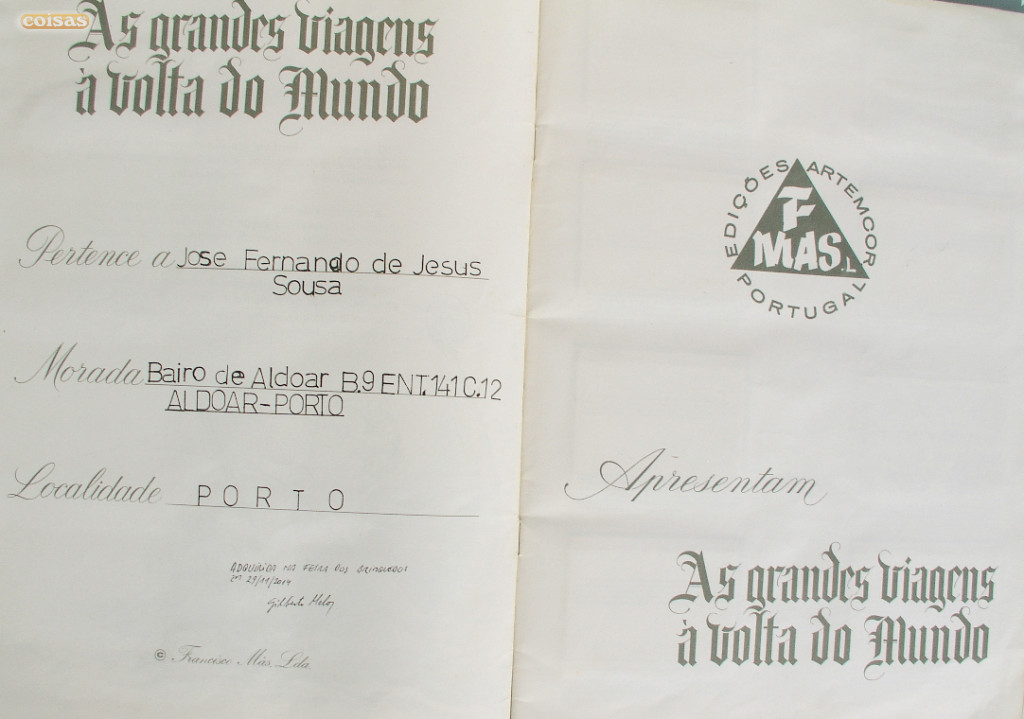 coisas
As grandes viagens
à volta do Mundo
Pertence a Jose Fernando de Jesus
Sousa
Morada Bairo de Aldoar B.9 ENT.141 C.12
ALDOAR-PORTO
Localidade PORTO
ADQUIRIDA NA FEIRA DOS BRINQUEDOS
em 23/11/2014
Gilberto
© Francisco Más, Lda.
EDIÇÕES ARTEMCOR
F
MAS.L
PORTUGAL
Apresentam
As grandes viagens
à volta do Mundo